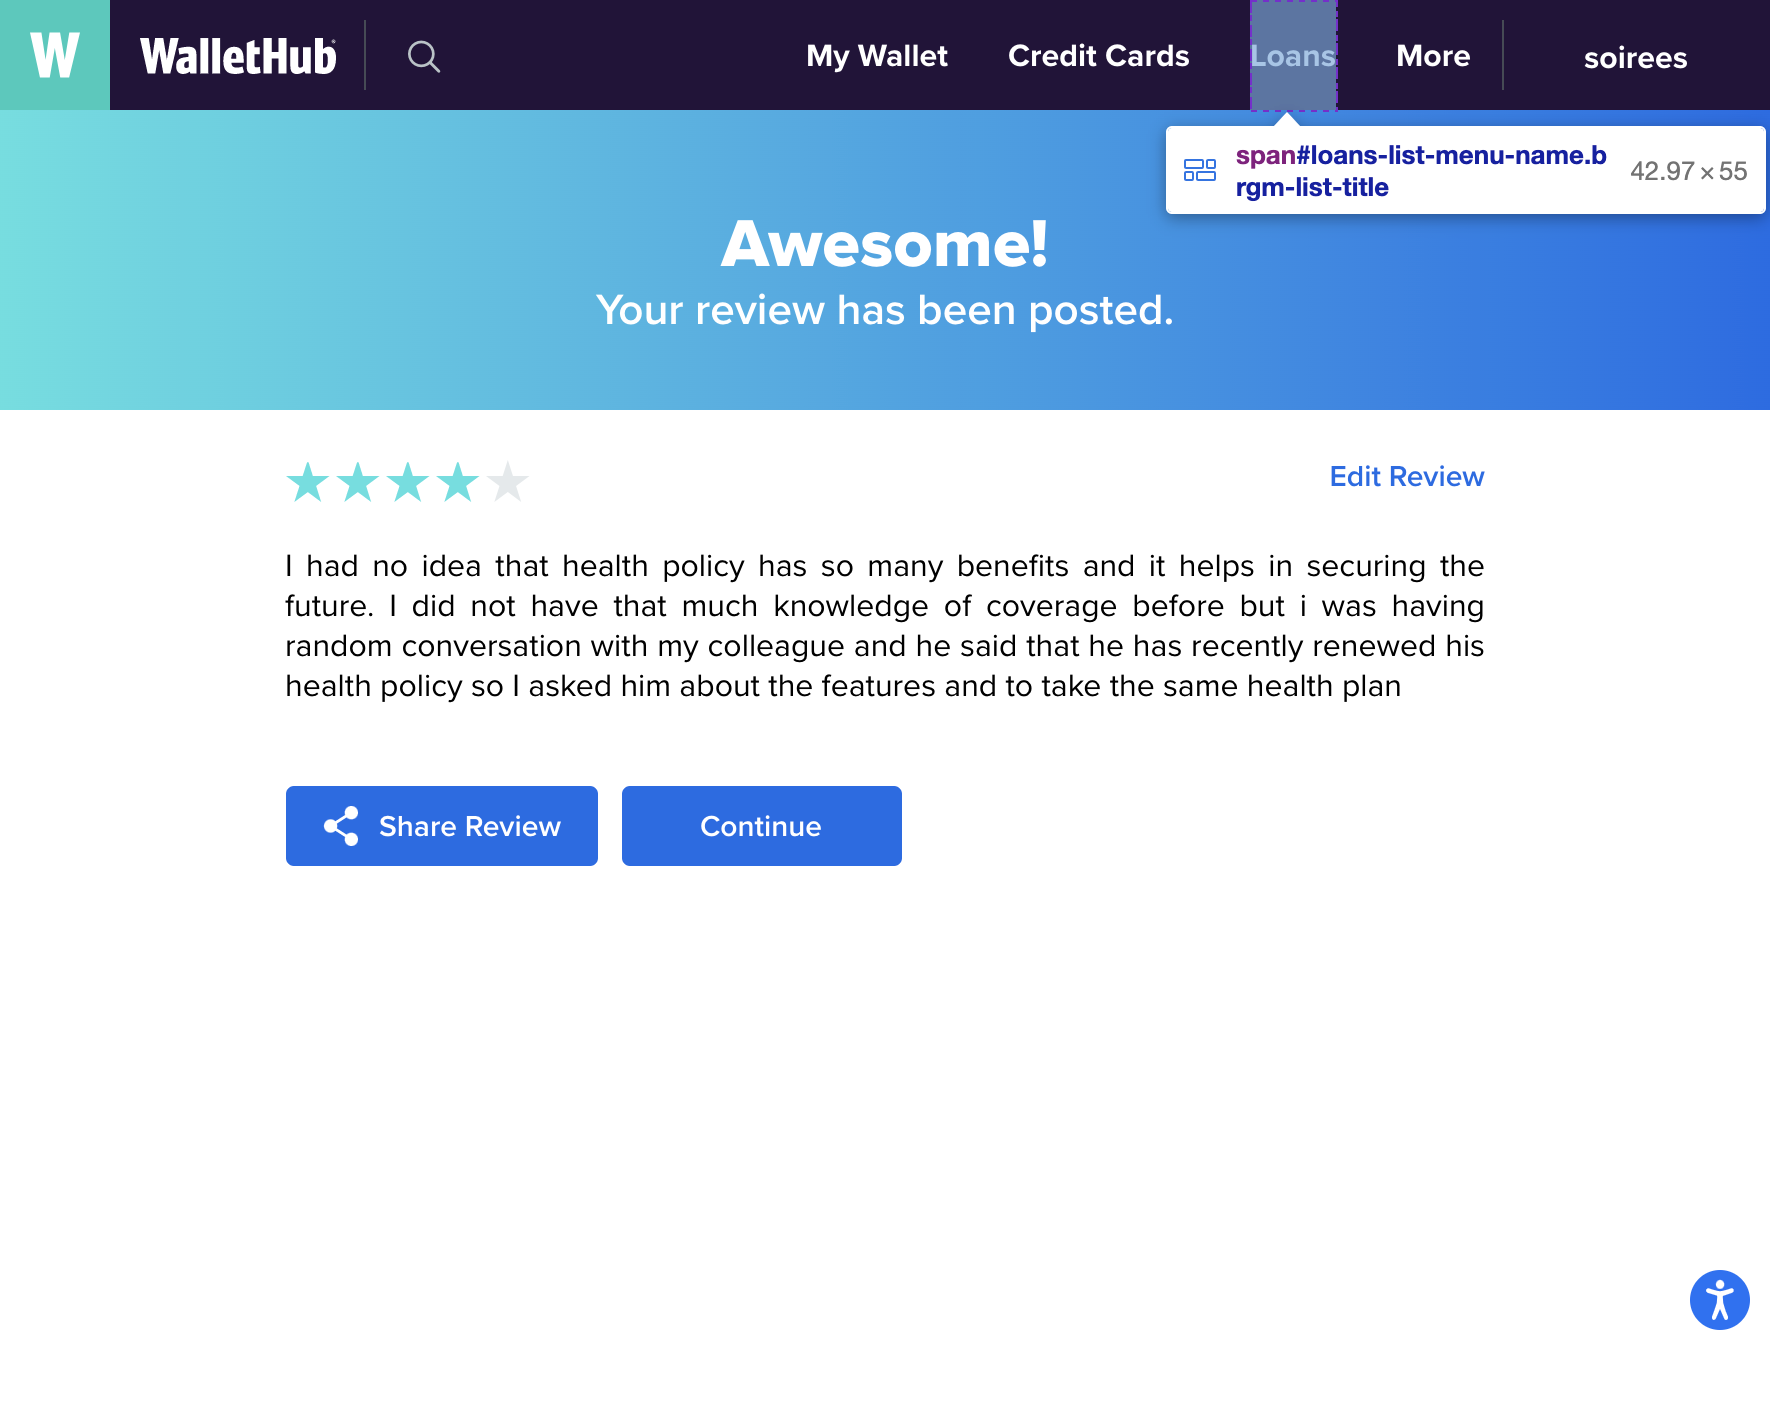 W WalletHub My Wallet Credit Cards Loans More soirees
span#loans-list-menu-name.b
rgm-list-title
42.97 × 55
Awesome!
Your review has been posted.
Edit Review
I had no idea that health policy has so many benefits and it helps in securing the
future. I did not have that much knowledge of coverage before but i was having
random conversation with my colleague and he said that he has recently renewed his
health policy so I asked him about the features and to take the same health plan
Share Review Continue